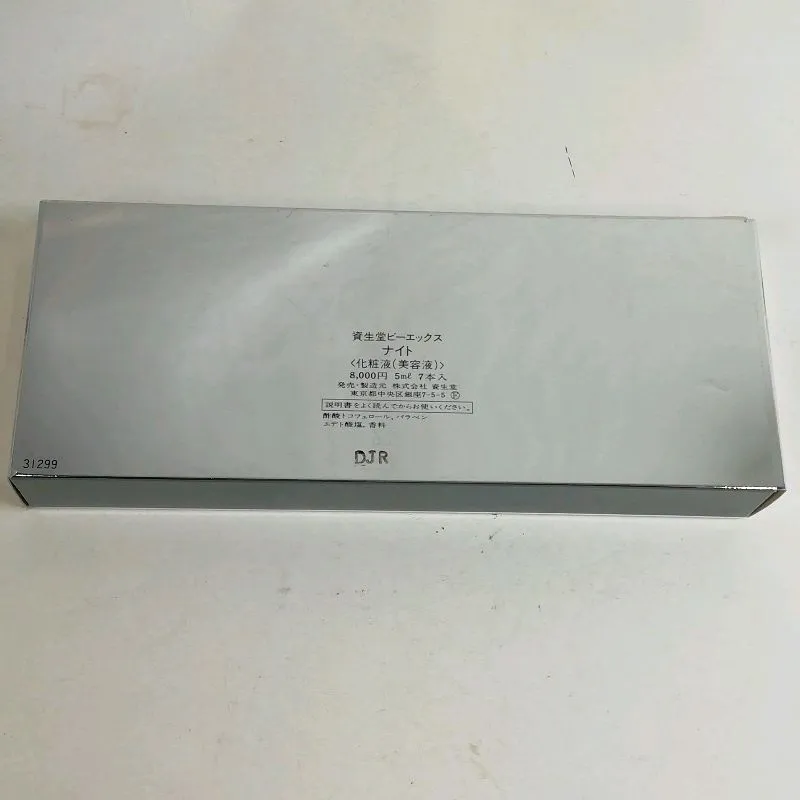 資生堂ビーエックス
ナイト
〈化粧液(美容液)〉
8,000円 5mℓ 7本入
発売・製造元 株式会社 資生堂
東京都中央区銀座7-5-5
説明書をよく読んでからお使いください。
酢酸トコフェロール、パラベン
エデト酸塩、香料
31299
DJR